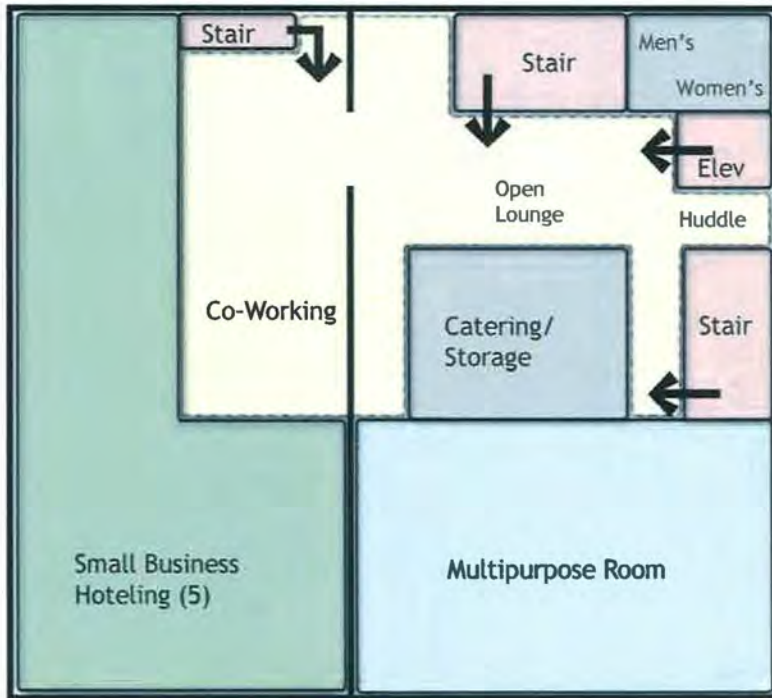 Stair
Stair
Men's
Women's
Elev
Open
Lounge
Huddle
Co-Working
Catering/
Storage
Stair
Small Business
Hoteling (5)
Multipurpose Room